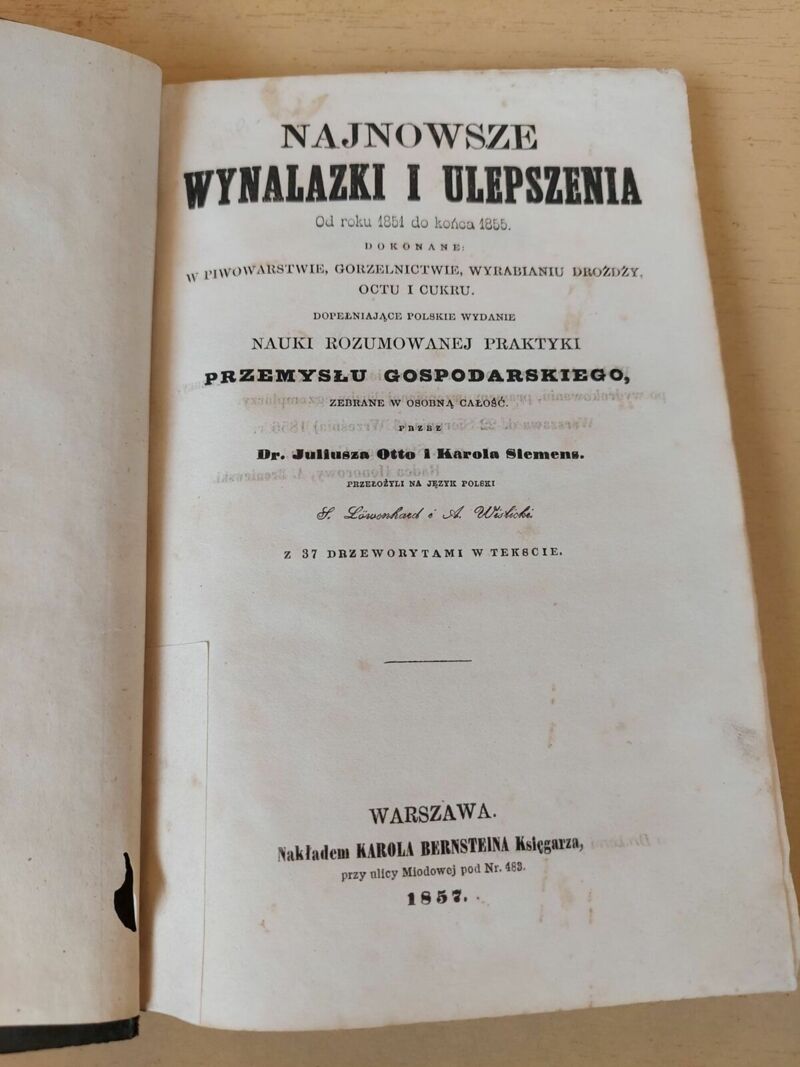 NAJNOWSZE
WYNALAZKI I ULEPSZENIA
Od roku 1851 do końca 1855.
DOKONANE:
W PIWOWARSTWIE, GORZELNICTWIE, WYRABIANIU DROŻDŻY,
OCTU I CUKRU.
DOPEŁNIAJĄCE POLSKIE WYDANIE
NAUKI ROZUMOWANEJ PRAKTYKI
PRZEMYSŁU GOSPODARSKIEGO,
ZEBRANE W OSOBNĄ CAŁOŚĆ.
PRZEZ
Dr. Juliusza Otto i Karola Siemens.
PRZEŁOŻYLI NA JĘZYK POLSKI
S. Löwenhard i A. Wiślicki.
Z 37 DRZEWORYTAMI W TEKSCIE.
WARSZAWA.
Nakładem KAROLA BERNSTEINA Księgarza,
przy ulicy Miodowej pod Nr. 483.
1857.